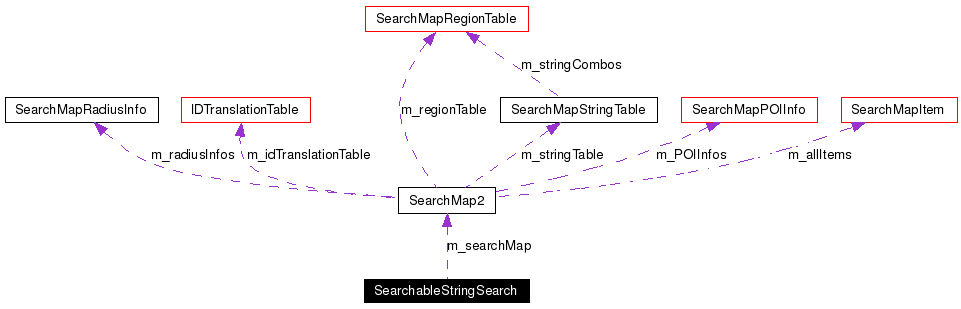 SearchMapRegionTable
m_stringCombos
SearchMapRadiusInfo
IDTranslationTable
m_regionTable
SearchMapStringTable
SearchMapPOIInfo
SearchMapItem
m_radiusInfos
m_idTranslationTable
m_stringTable
m_POIInfos
m_allItems
SearchMap2
m_searchMap
SearchableStringSearch